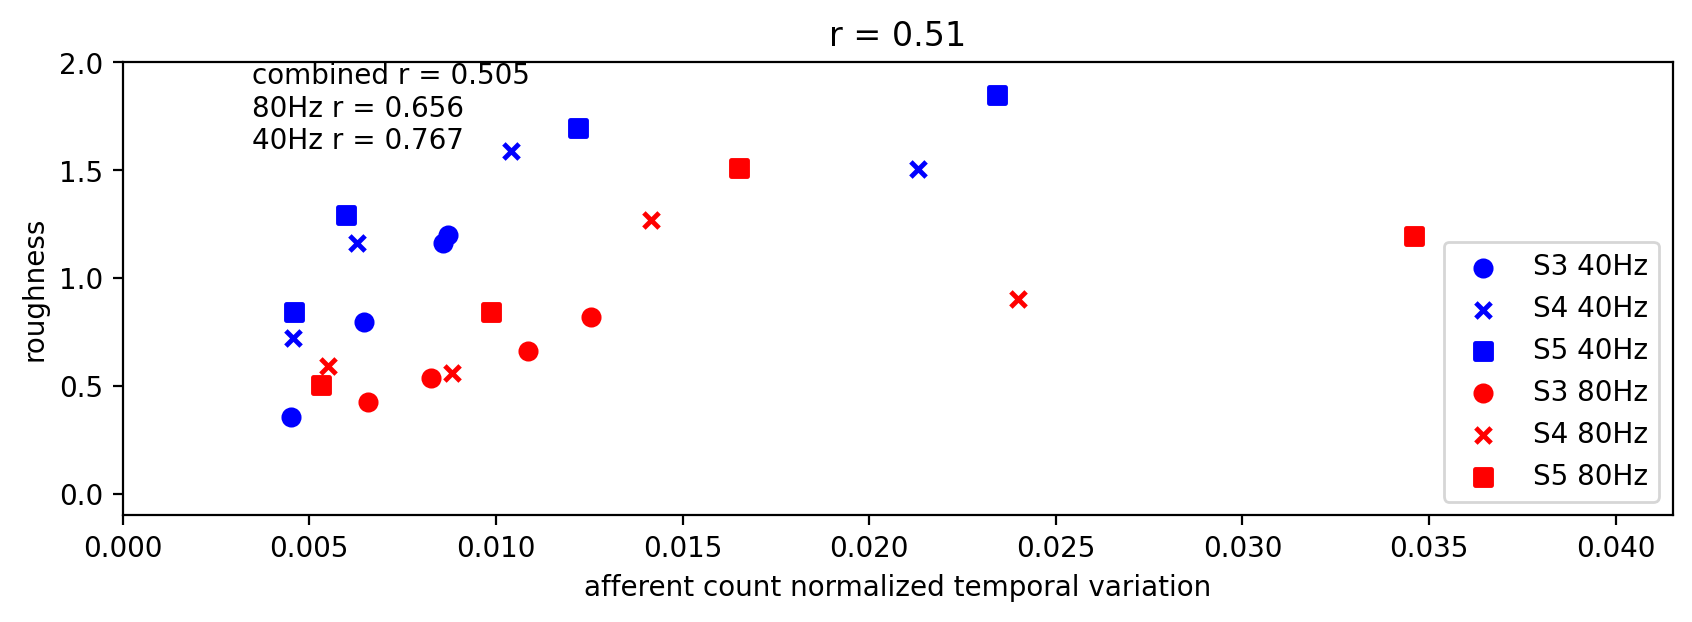 r = 0.51
combined r = 0.505
80Hz r = 0.656
40Hz r = 0.767
2.0
1.5
1.0
0.5
0.0
roughness
S3 40Hz
S4 40Hz
S5 40Hz
S3 80Hz
S4 80Hz
S5 80Hz
0.000 0.005 0.010 0.015 0.020 0.025 0.030 0.035 0.040
afferent count normalized temporal variation